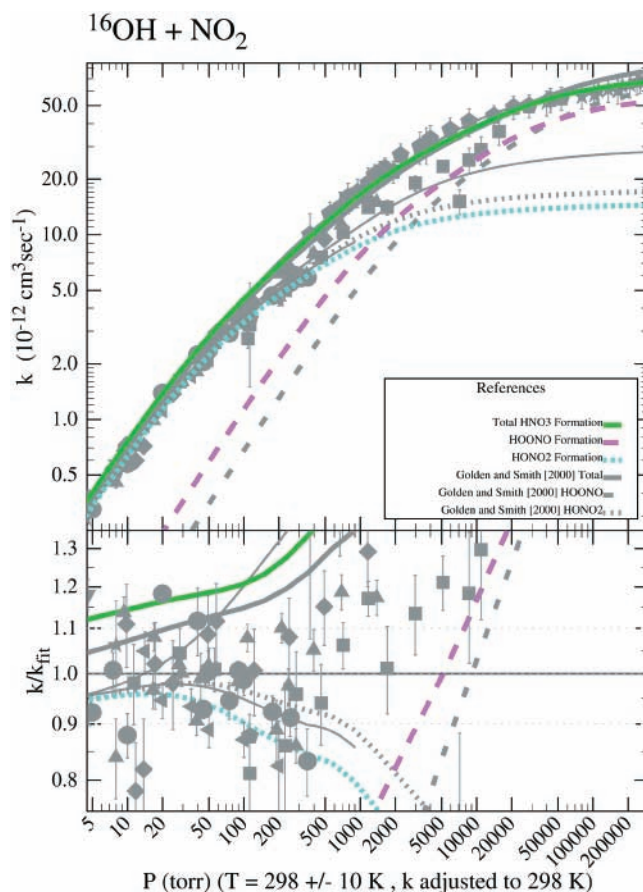 16OH + NO2
50.0
20.0
10.0
5.0
2.0
1.0
0.5
k (10-12 cm3sec-1)
References
Total HNO3 Formation
HOONO Formation
HONO2 Formation
Golden and Smith [2000] Total
Golden and Smith [2000] HOONO
Golden and Smith [2000] HONO2
1.3
1.2
1.1
1.0
0.9
0.8
k/kfit
5 10 20 50 100 200 500 1000 2000 5000 10000 20000 50000 100000 200000
P (torr) (T = 298 +/- 10 K , k adjusted to 298 K)